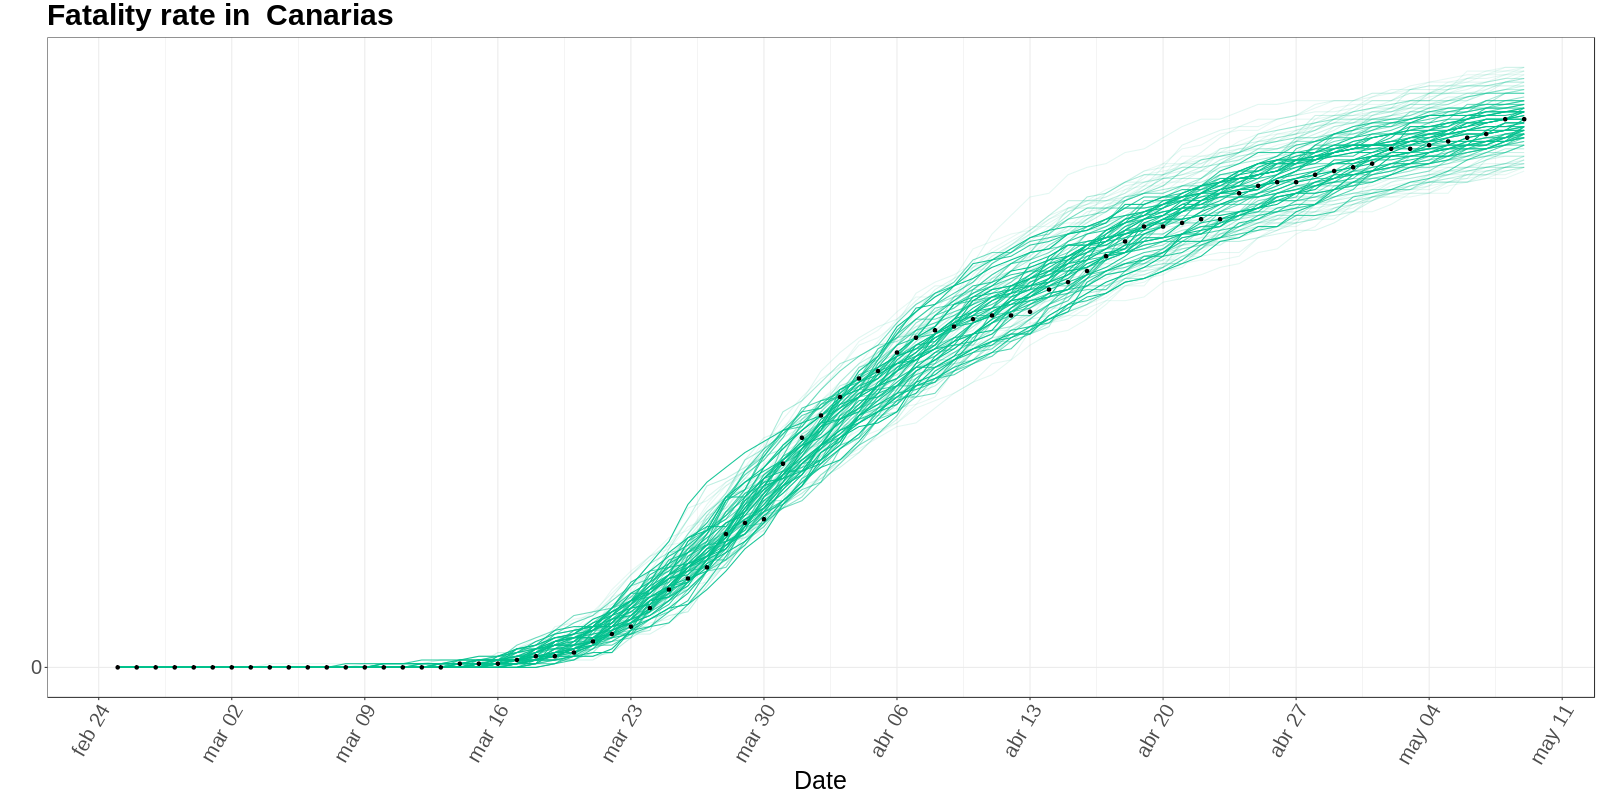 Fatality rate in  Canarias
0
feb 24
mar 02
mar 09
mar 16
mar 23
mar 30
abr 06
abr 13
abr 20
abr 27
may 04
may 11
Date